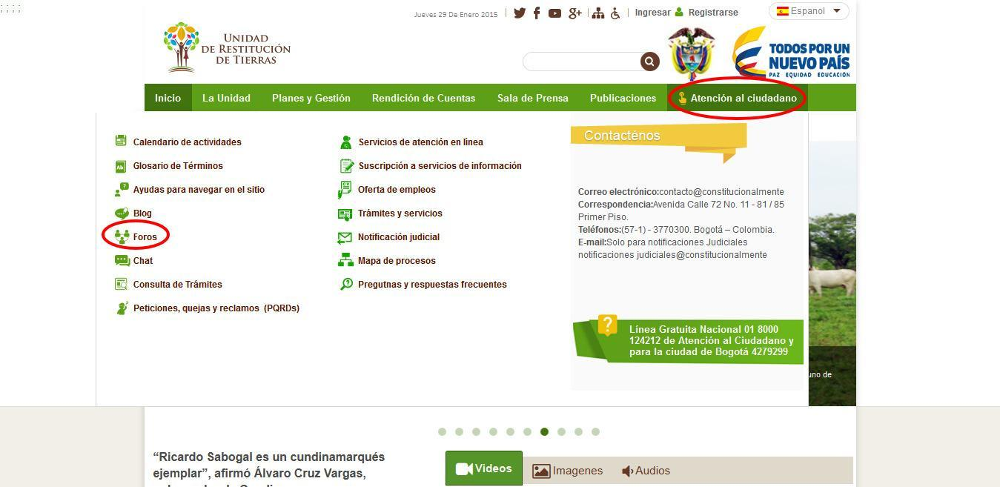 ; ; ; ;
Jueves 29 De Enero 2015
Ingresar
Registrarse
Espanol
UNIDAD
DE RESTITUCIÓN
DE TIERRAS
TODOS POR UN
NUEVO PAÍS
PAZ EQUIDAD EDUCACIÓN
Inicio
La Unidad
Planes y Gestión
Rendición de Cuentas
Sala de Prensa
Publicaciones
Atención al ciudadano
Calendario de actividades
Glosario de Términos
Ayudas para navegar en el sitio
Blog
Foros
Chat
Consulta de Trámites
Peticiones, quejas y reclamos (PQRDs)
Servicios de atención en línea
Suscripción a servicios de información
Oferta de empleos
Trámites y servicios
Notificación judicial
Mapa de procesos
Pregutnas y respuestas frecuentes
Contacténos
Correo electrónico:contacto@constitucionalmente
Correspondencia:Avenida Calle 72 No. 11 - 81 / 85
Primer Piso.
Teléfonos:(57-1) - 3770300. Bogotá – Colombia.
E-mail:Solo para notificaciones Judiciales
notificaciones judiciales@constitucionalmente
Línea Gratuita Nacional 01 8000
124212 de Atención al Ciudadano y
para la ciudad de Bogotá 4279299
uno de
“Ricardo Sabogal es un cundinamarqués
ejemplar”, afirmó Álvaro Cruz Vargas,
Videos
Imagenes
Audios